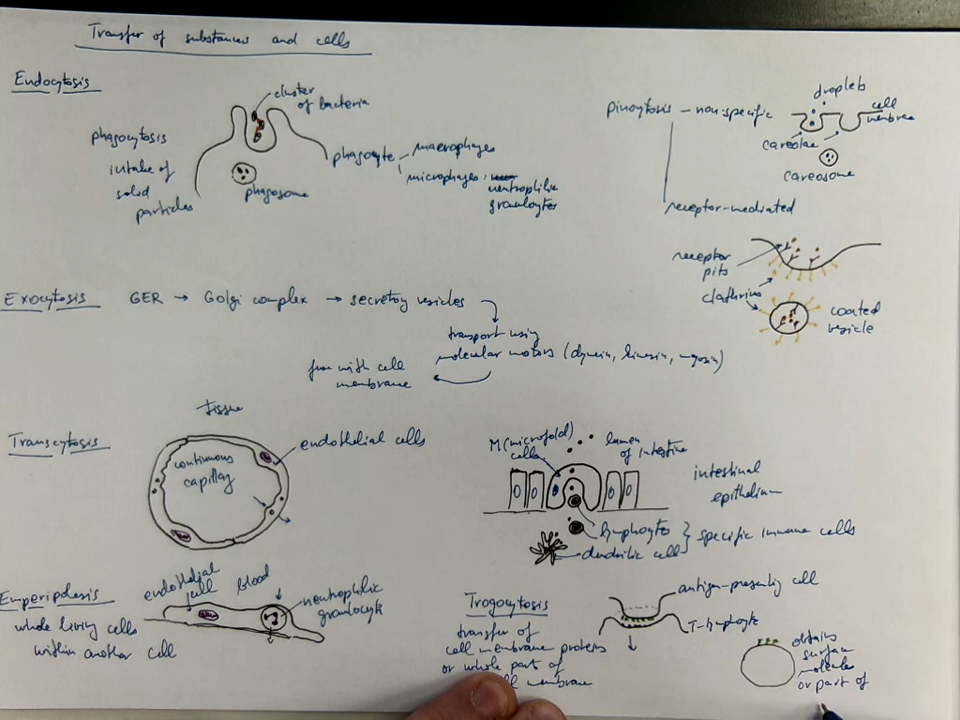 Transfer of substances and cells
Endocytosis
cluster
of bacteria
phagocytosis
intake of
solid
particles
phagosome
phagocyte
macrophages
microphages:
neutrophilic
granulocytes
pinocytosis – non-specific
droplets
cell
membrane
caveolae
caveosome
receptor-mediated
receptor
pits
clathrins
coated
vesicle
Exocytosis GER → Golgi complex → secretory vesicles
transport using
molecular motors (dynein, kinesin, myosin)
fuse with cell
membrane
Transcytosis
tissue
endothelial cells
continuous
capillary
M (microfold)
cells
lumen
of intestine
intestinal
epithelium
lymphocytes
dendritic cell } specific immune cells
Emperipolesis
whole living cells
within another cell
endothelial
cell
blood
neutrophilic
granulocyte
Trogocytosis
transfer of
cell membrane proteins
or whole part of
membrane
antigen-presenting cell
T-lymphocyte
obtains
surface
molecules
or part of